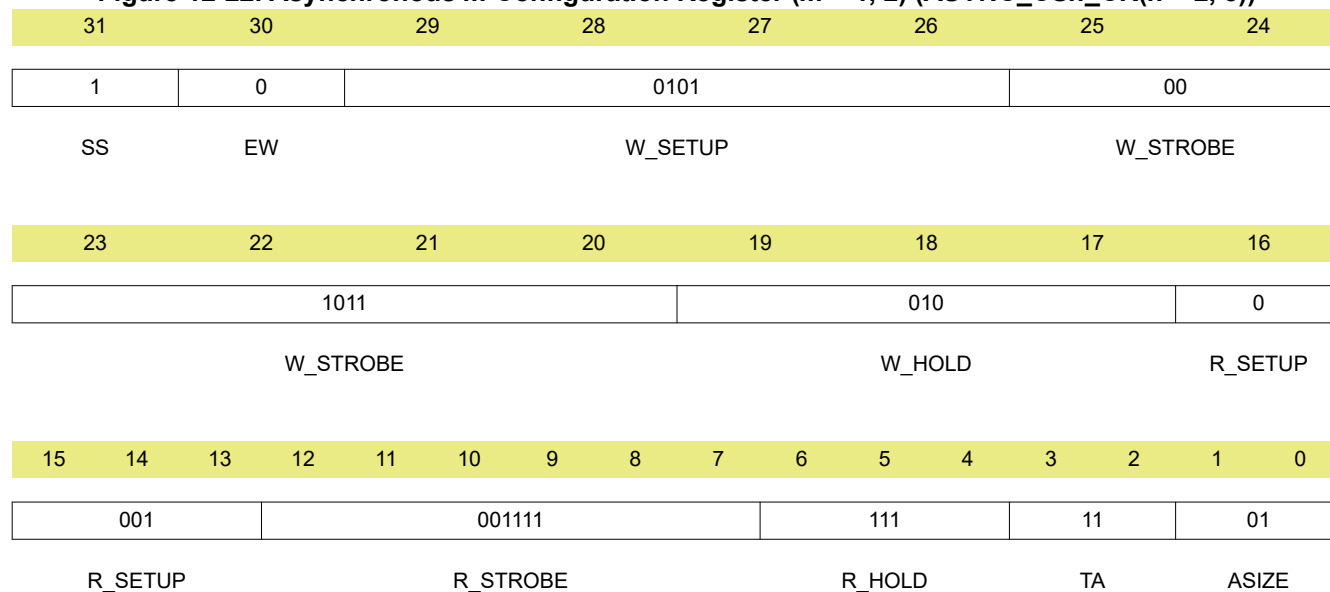 31 30 29 28 27 26 25 24
1 0 0101 00
SS EW W_SETUP W_STROBE
23 22 21 20 19 18 17 16
1011 010 0
W_STROBE W_HOLD R_SETUP
15 14 13 12 11 10 9 8 7 6 5 4 3 2 1 0
001 001111 111 11 01
R_SETUP R_STROBE R_HOLD TA ASIZE